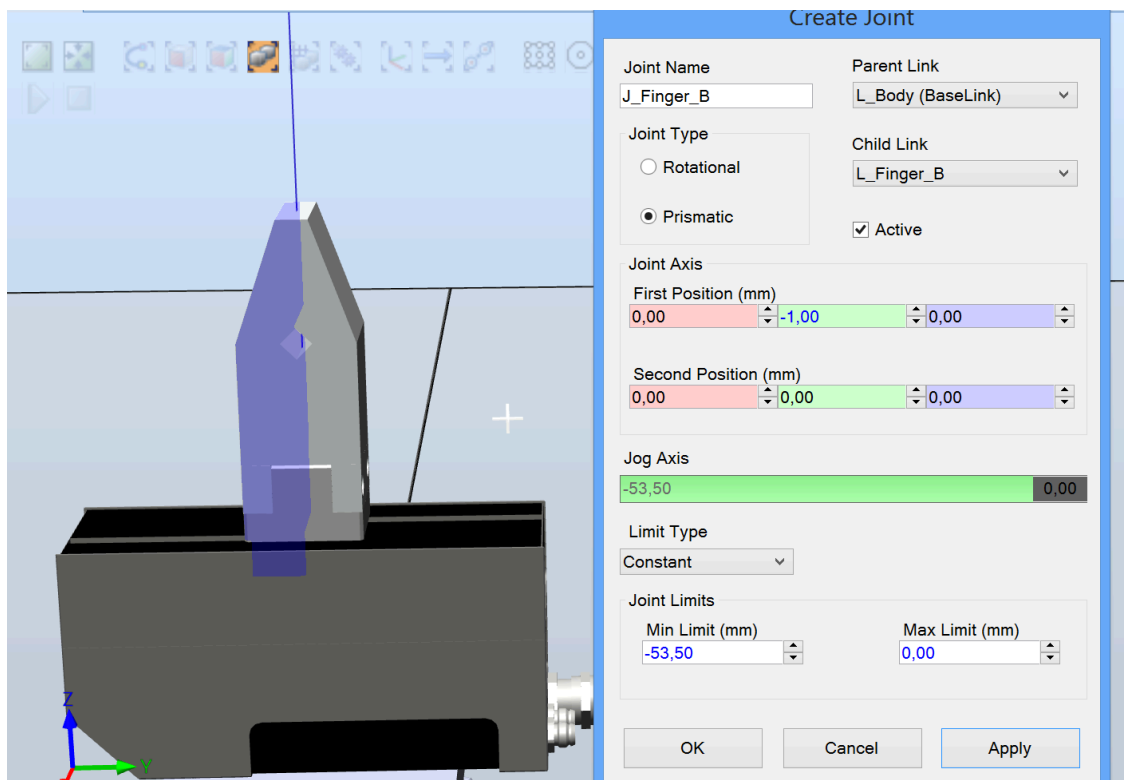 Create Joint
Joint Name
Parent Link
J_Finger_B
L_Body (BaseLink)
Joint Type
Child Link
Rotational
L_Finger_B
Prismatic
Active
Joint Axis
First Position (mm)
0,00 -1,00 0,00
Second Position (mm)
0,00 0,00 0,00
Jog Axis
-53,50 0,00
Limit Type
Constant
Joint Limits
Min Limit (mm) Max Limit (mm)
-53,50 0,00
OK Cancel Apply
Z
Y